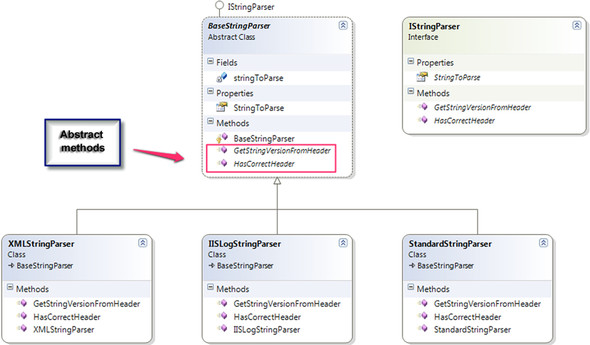 IStringParser
BaseStringParser
Abstract Class
Fields
stringToParse
Properties
StringToParse
Methods
BaseStringParser
GetStringVersionFromHeader
HasCorrectHeader
IStringParser
Interface
Properties
StringToParse
Methods
GetStringVersionFromHeader
HasCorrectHeader
Abstract
methods
XMLStringParser
Class
BaseStringParser
Methods
GetStringVersionFromHeader
HasCorrectHeader
XMLStringParser
IISLogStringParser
Class
BaseStringParser
Methods
GetStringVersionFromHeader
HasCorrectHeader
IISLogStringParser
StandardStringParser
Class
BaseStringParser
Methods
GetStringVersionFromHeader
HasCorrectHeader
StandardStringParser